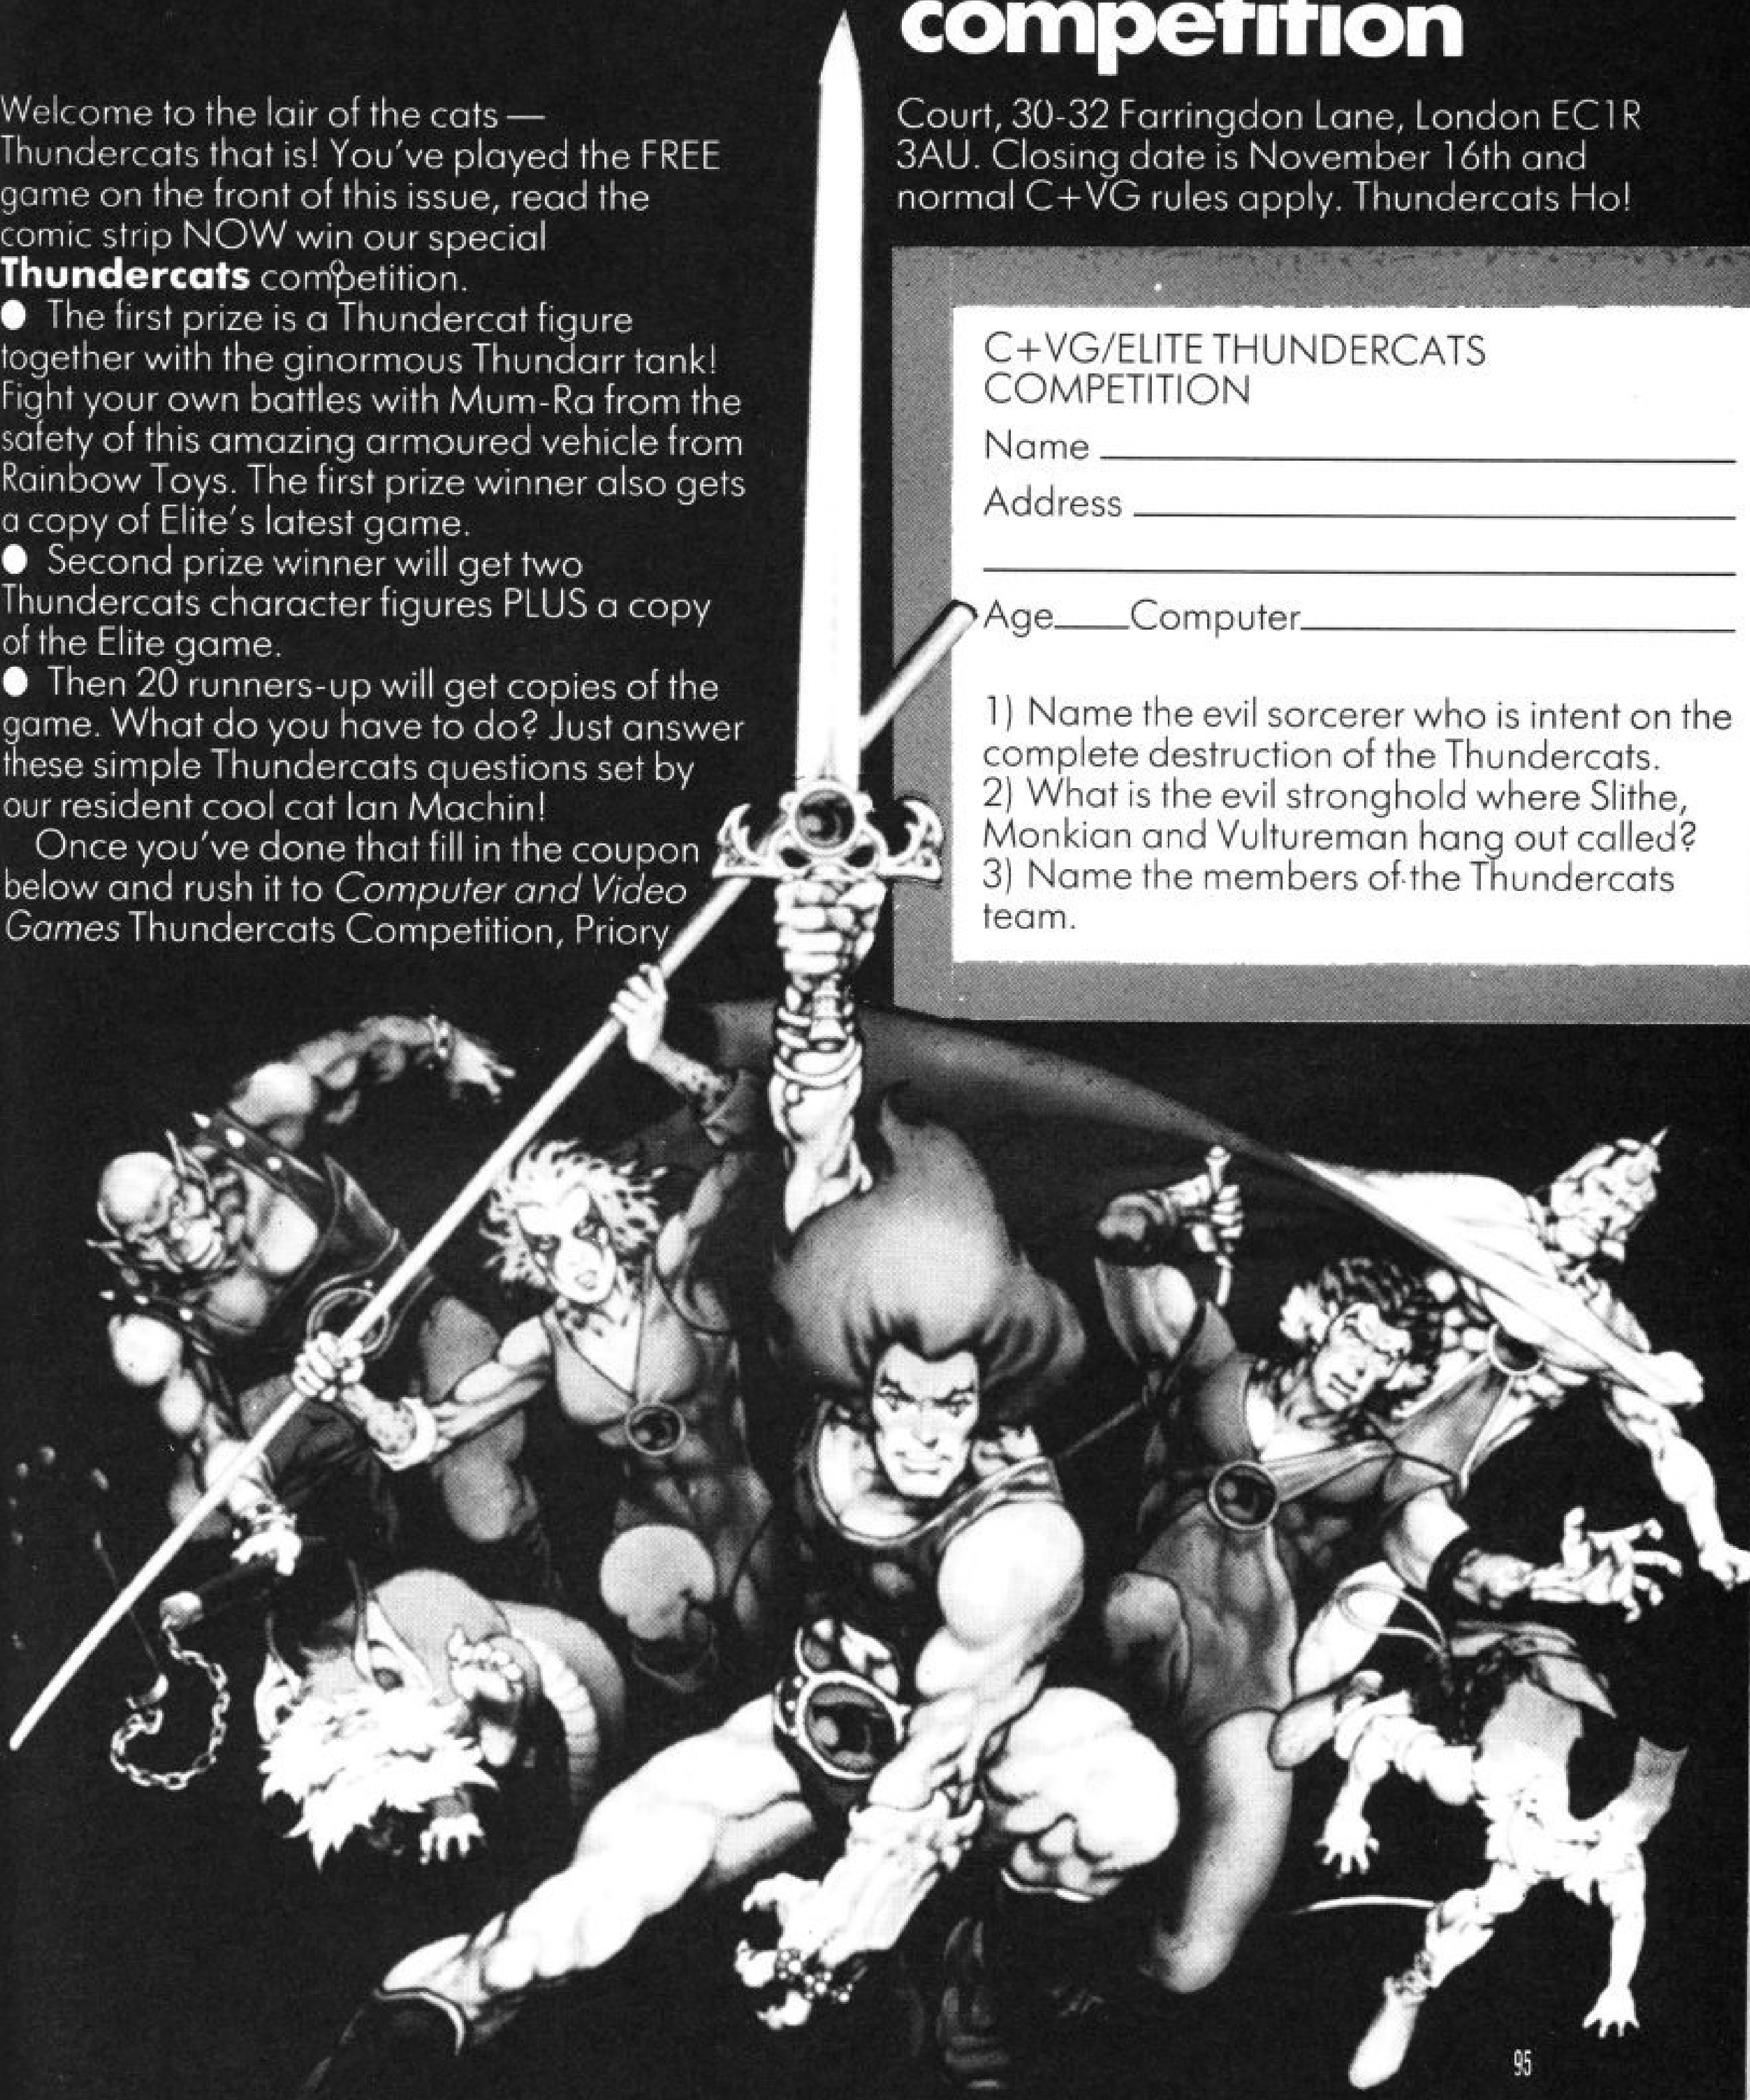 competition
Welcome to the lair of the cats —
Thundercats that is! You've played the FREE
game on the front of this issue, read the
comic strip NOW win our special
Thundercats competition.
● The first prize is a Thundercat figure
together with the ginormous Thundarr tank!
Fight your own battles with Mum-Ra from the
safety of this amazing armoured vehicle from
Rainbow Toys. The first prize winner also gets
a copy of Elite's latest game.
● Second prize winner will get two
Thundercats character figures PLUS a copy
of the Elite game.
● Then 20 runners-up will get copies of the
game. What do you have to do? Just answer
these simple Thundercats questions set by
our resident cool cat Ian Machin!
Once you've done that fill in the coupon
below and rush it to Computer and Video
Games Thundercats Competition, Priory
Court, 30-32 Farringdon Lane, London EC1R
3AU. Closing date is November 16th and
normal C+VG rules apply. Thundercats Ho!
C+VG/ELITE THUNDERCATS
COMPETITION
Name
Address
Age Computer
1) Name the evil sorcerer who is intent on the
complete destruction of the Thundercats.
2) What is the evil stronghold where Slithe,
Monkian and Vultureman hang out called?
3) Name the members of the Thundercats
team.
95